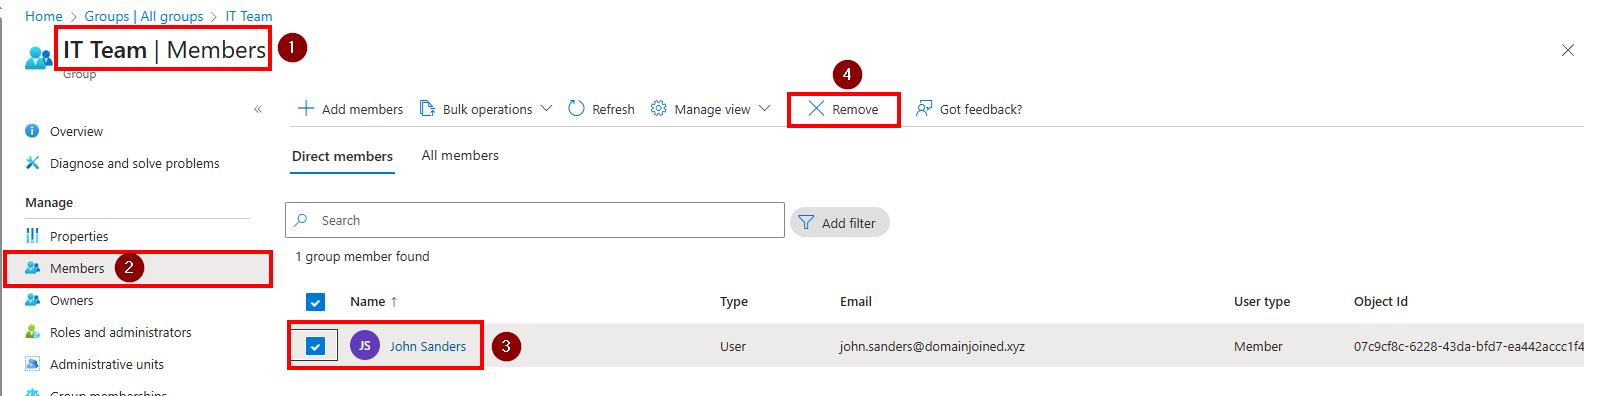 Home > Groups | All groups > IT Team
IT Team | Members
1
Group
4
Add members
Bulk operations
Refresh
Manage view
Remove
Got feedback?
«
Overview
Diagnose and solve problems
Manage
Properties
Members
2
Owners
Roles and administrators
Administrative units
Group memberships
Direct members
All members
Search
Add filter
1 group member found
Name ↑
Type
Email
User type
Object Id
JS
John Sanders
3
User
john.sanders@domainjoined.xyz
Member
07c9cf8c-6228-43da-bfd7-ea442accc1f4